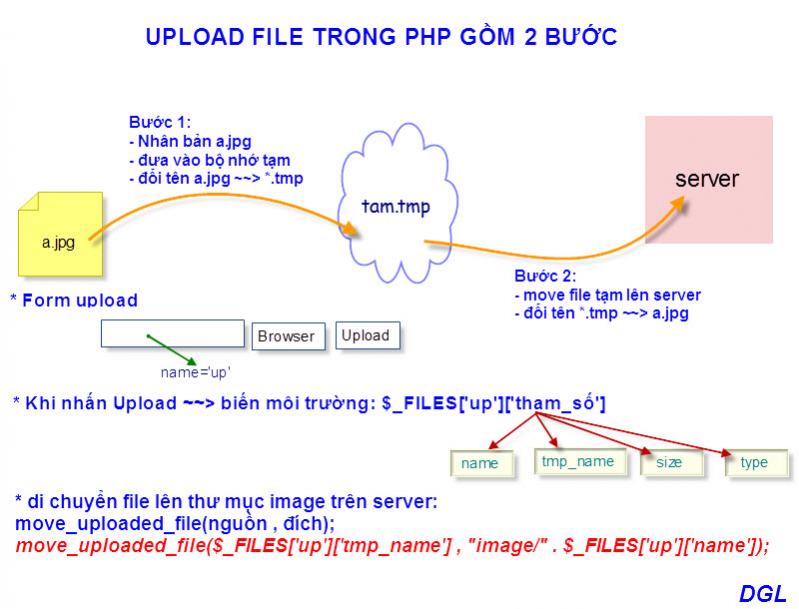 UPLOAD FILE TRONG PHP GỒM 2 BƯỚC
Bước 1:
- Nhân bản a.jpg
- đưa vào bộ nhớ tạm
- đổi tên a.jpg ~~> *.tmp
a.jpg
tam.tmp
server
Bước 2:
- move file tạm lên server
- đổi tên *.tmp ~~> a.jpg
* Form upload
Browser
Upload
name='up'
* Khi nhấn Upload ~~> biến môi trường: $_FILES['up']['tham_số']
name
tmp_name
size
type
* di chuyển file lên thư mục image trên server:
move_uploaded_file(nguồn , đích);
move_uploaded_file($_FILES['up']['tmp_name'] , "image/" . $_FILES['up']['name']);
DGL